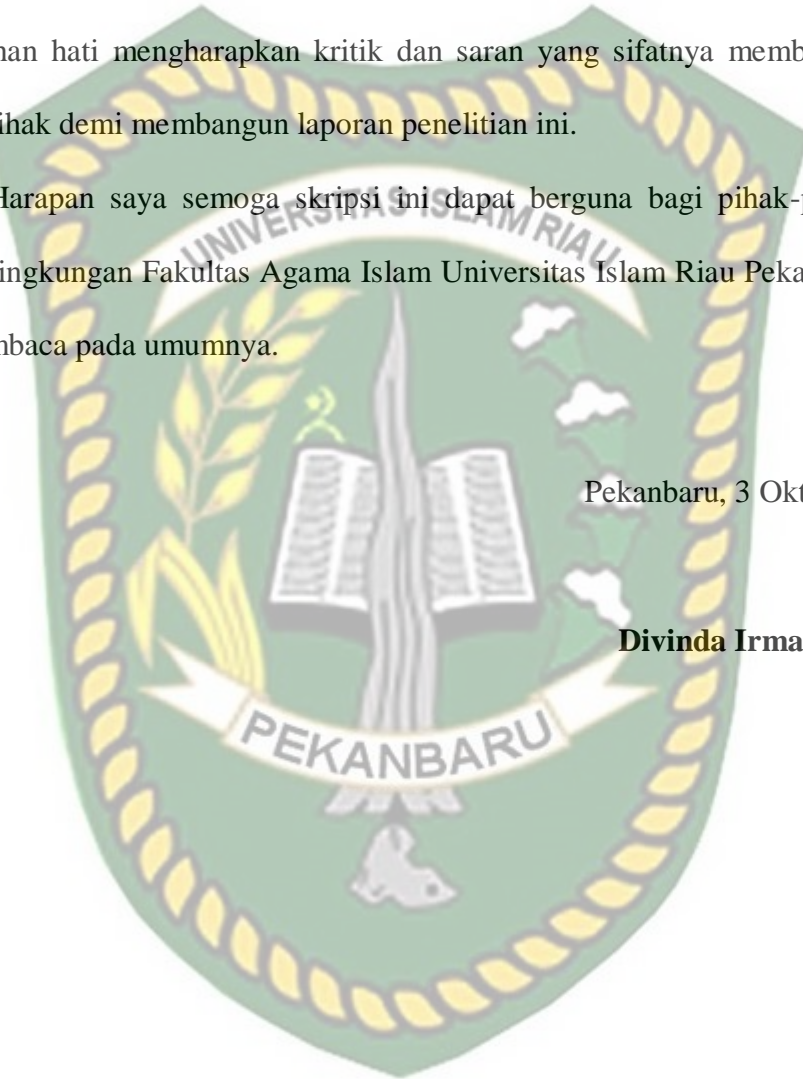 nan hati mengharapkan kritik dan saran yang sifatnya memb
ihak demi membangun laporan penelitian ini.
Harapan saya semoga skripsi ini dapat berguna bagi pihak-p
UNIVERSITAS ISLAM RIAU
ingkungan Fakultas Agama Islam Universitas Islam Riau Peka
mbaca pada umumnya.
Pekanbaru, 3 Okt
Divinda Irma
PEKANBARU